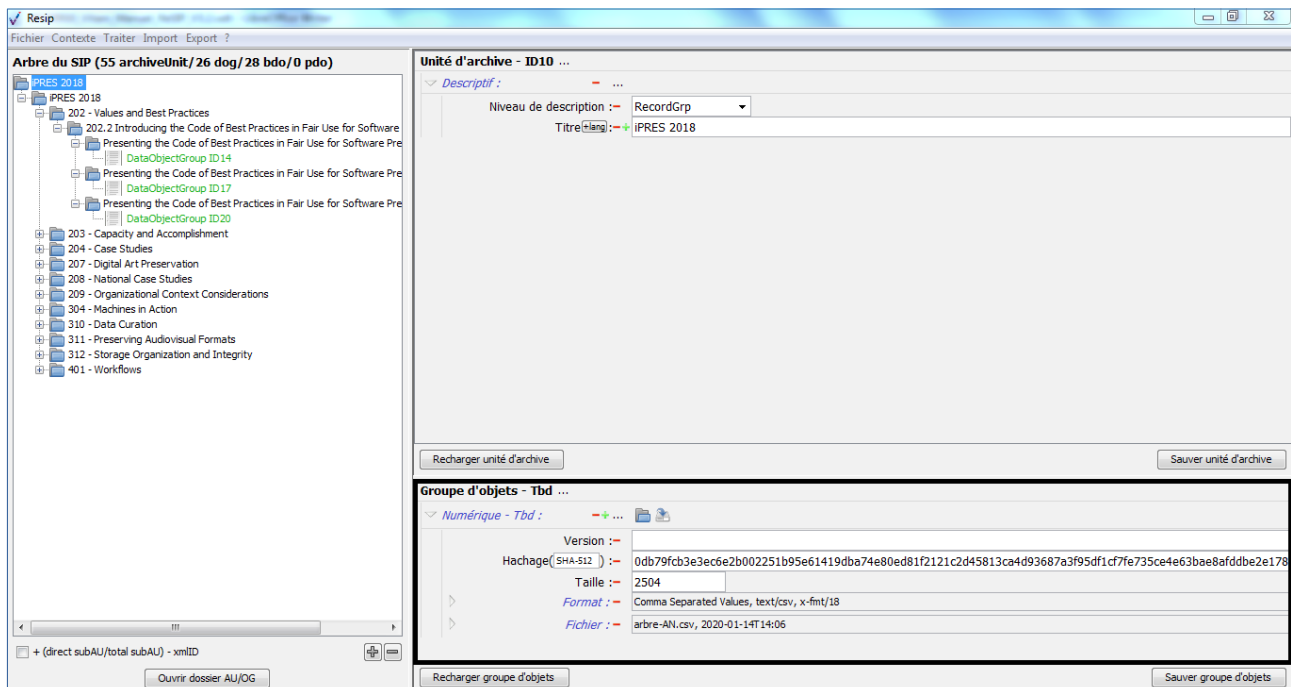 Resip
Fichier Contexte Traiter Import Export ?
Arbre du SIP (55 archiveUnit/26 dog/28 bdo/0 pdo)
iPRES 2018
iPRES 2018
202 - Values and Best Practices
202.2 Introducing the Code of Best Practices in Fair Use for Software
Presenting the Code of Best Practices in Fair Use for Software Pre
DataObjectGroup ID14
Presenting the Code of Best Practices in Fair Use for Software Pre
DataObjectGroup ID17
Presenting the Code of Best Practices in Fair Use for Software Pre
DataObjectGroup ID20
203 - Capacity and Accomplishment
204 - Case Studies
207 - Digital Art Preservation
208 - National Case Studies
209 - Organizational Context Considerations
304 - Machines in Action
310 - Data Curation
311 - Preserving Audiovisual Formats
312 - Storage Organization and Integrity
401 - Workflows
+ (direct subAU/total subAU) - xmlID
Ouvrir dossier AU/OG
Unité d'archive - ID10 ...
Descriptif : - ...
Niveau de description :- RecordGrp
Titre +lang :-+ iPRES 2018
Recharger unité d'archive
Sauver unité d'archive
Groupe d'objets - Tbd ...
Numérique - Tbd : -+ ...
Version :-
Hachage( SHA-512 ) :- 0db79fcb3e3ec6e2b002251b95e61419dba74e80ed81f2121c2d45813ca4d93687a3f95df1cf7fe735ce4e63bae8afddbe2e178
Taille :- 2504
Format :- Comma Separated Values, text/csv, x-fmt/18
Fichier :- arbre-AN.csv, 2020-01-14T14:06
Recharger groupe d'objets
Sauver groupe d'objets